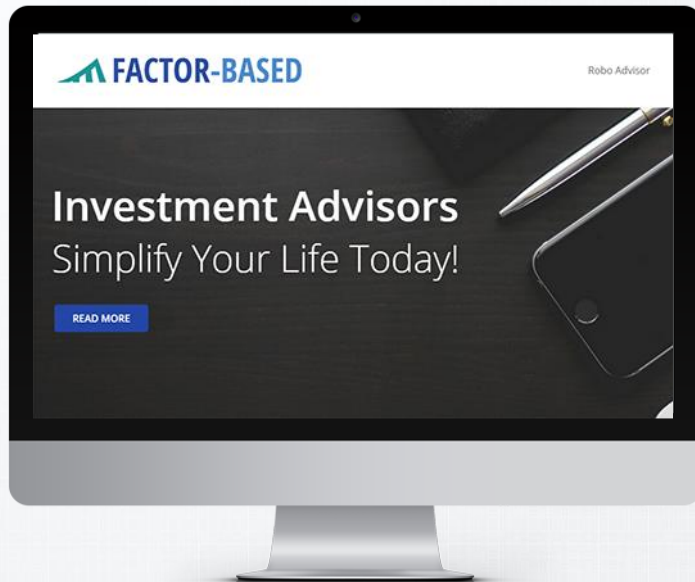 FACTOR-BASED
Robo Advisor
Investment Advisors
Simplify Your Life Today!
READ MORE